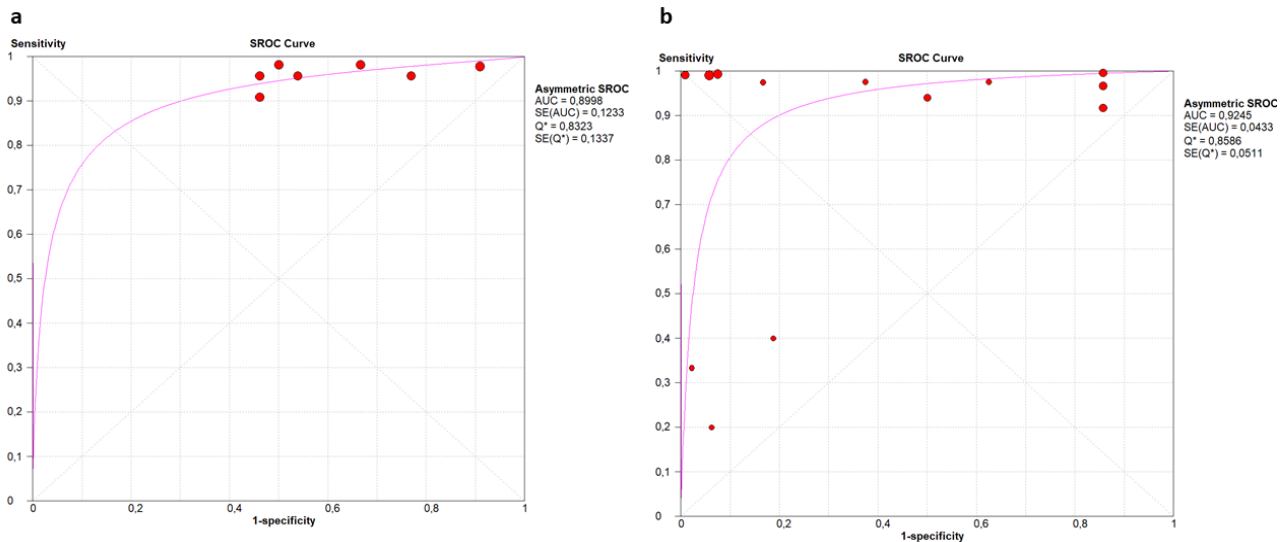 a
Sensitivity SROC Curve
1
0,9
0,8
0,7
0,6
0,5
0,4
0,3
0,2
0,1
0
0 0,2 0,4 0,6 0,8 1
1-specificity
Asymmetric SROC
AUC = 0,8998
SE(AUC) = 0,1233
Q* = 0,8323
SE(Q*) = 0,1337
b
Sensitivity SROC Curve
1
0,9
0,8
0,7
0,6
0,5
0,4
0,3
0,2
0,1
0
0 0,2 0,4 0,6 0,8 1
1-specificity
Asymmetric SROC
AUC = 0,9245
SE(AUC) = 0,0433
Q* = 0,8586
SE(Q*) = 0,0511